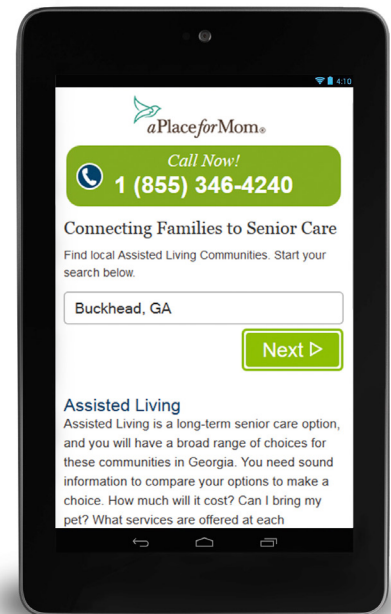 4:10
aPlaceforMom®
Call Now!
1 (855) 346-4240
Connecting Families to Senior Care
Find local Assisted Living Communities. Start your
search below.
Buckhead, GA
Next
Assisted Living
Assisted Living is a long-term senior care option,
and you will have a broad range of choices for
these communities in Georgia. You need sound
information to compare your options to make a
choice. How much will it cost? Can I bring my
pet? What services are offered at each